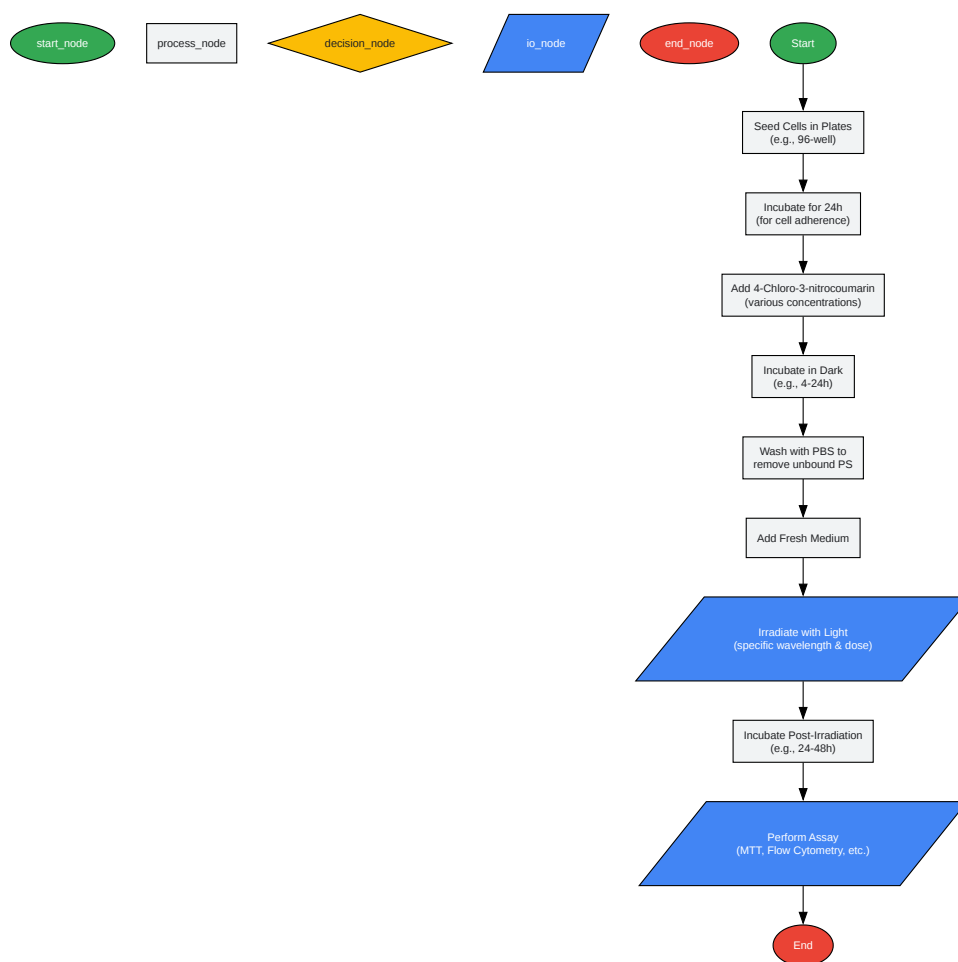 start_node
process_node
decision_node
io_node
end_node
Start
Seed Cells in Plates
(e.g., 96-well)
Incubate for 24h
(for cell adherence)
Add 4-Chloro-3-nitrocoumarin
(various concentrations)
Incubate in Dark
(e.g., 4-24h)
Wash with PBS to
remove unbound PS
Add Fresh Medium
Irradiate with Light
(specific wavelength & dose)
Incubate Post-Irradiation
(e.g., 24-48h)
Perform Assay
(MTT, Flow Cytometry, etc.)
End